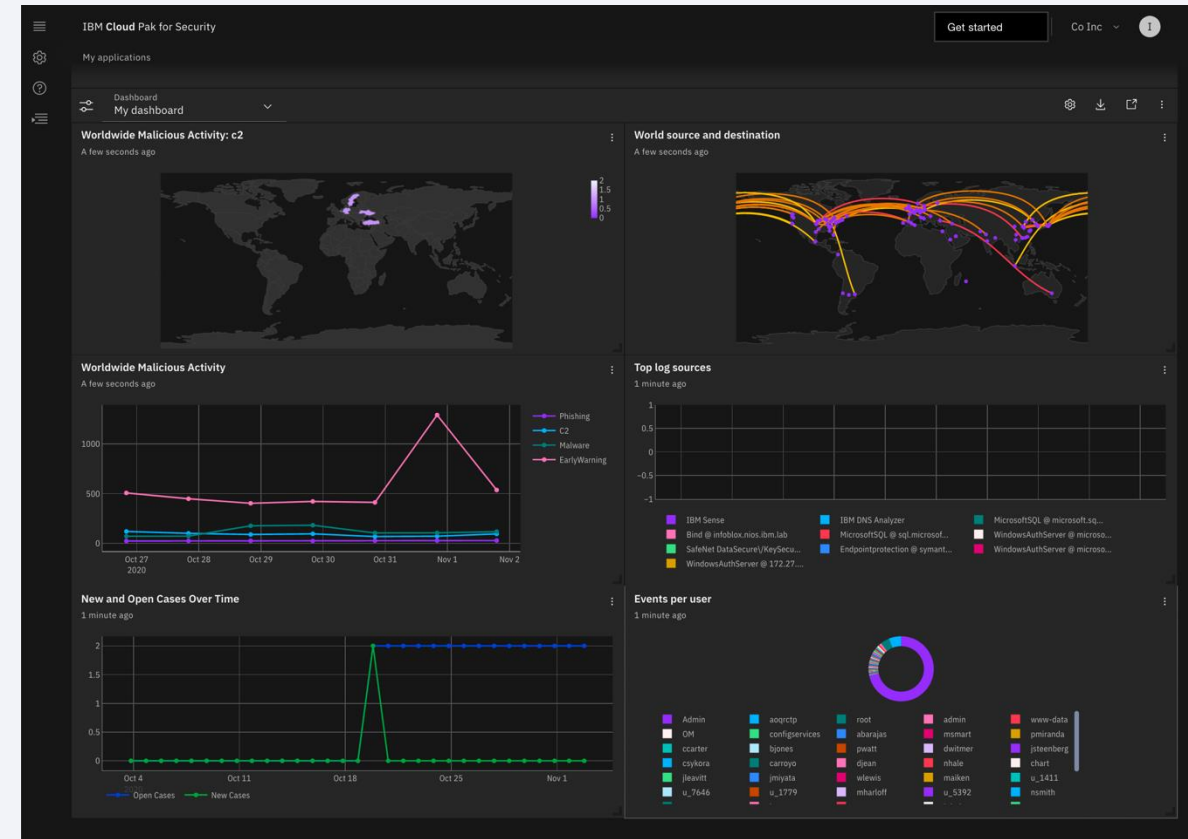 IBM Cloud Pak for Security
Get started
Co Inc
I
My applications
Dashboard
My dashboard
Worldwide Malicious Activity: c2
A few seconds ago
2
1.5
1
0.5
0
World source and destination
A few seconds ago
Worldwide Malicious Activity
A few seconds ago
1000
500
0
Oct 27 Oct 28 Oct 29 Oct 30 Oct 31 Nov 1 Nov 2
2020
Phishing
C2
Malware
EarlyWarning
Top log sources
1 minute ago
1
0.5
0
−0.5
−1
IBM Sense IBM DNS Analyzer MicrosoftSQL @ microsoft.sq...
Bind @ infoblox.nios.ibm.lab MicrosoftSQL @ sql.microsof... WindowsAuthServer @ microso...
SafeNet DataSecure\/KeySecu... Endpointprotection @ symant... WindowsAuthServer @ microso...
WindowsAuthServer @ 172.27....
New and Open Cases Over Time
1 minute ago
2
1.5
1
0.5
0
Oct 4 Oct 11 Oct 18 Oct 25 Nov 1
Open Cases New Cases
Events per user
1 minute ago
Admin aoqrctp root admin www-data
OM configservices abarajas msmart pmiranda
ccarter bjones pwatt dwitmer jsteenberg
csykora carroyo djean nhale chart
jleavitt jmiyata wlewis maiken u_1411
u_7646 u_1779 mharloff u_5392 nsmith